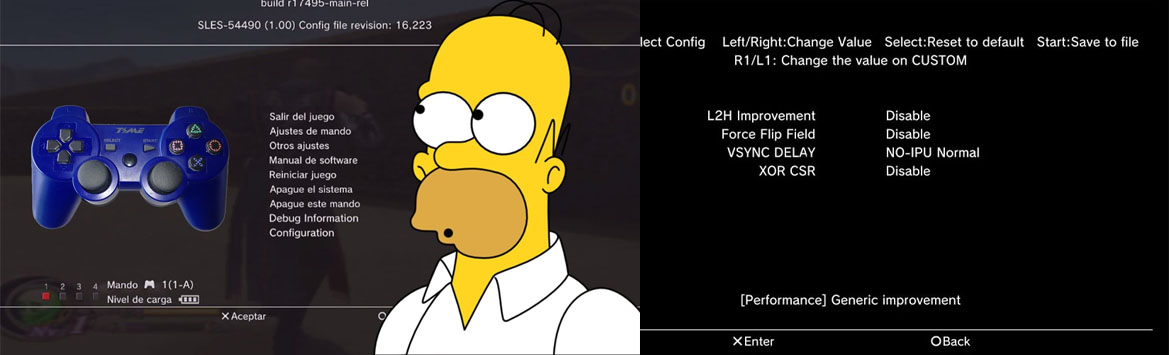 build r17495-main-rel
SLES-54490 (1.00) Config file revision: 16,223
TIME
SELECT
START
Salir del juego
Ajustes de mando
Otros ajustes
Manual de software
Reiniciar juego
Apague el sistema
Apague este mando
Debug Information
Configuration
1 2 3 4 Mando 1(1-A)
Nivel de carga
Aceptar
lect Config Left/Right:Change Value Select:Reset to default Start:Save to file
R1/L1: Change the value on CUSTOM
L2H Improvement Disable
Force Flip Field Disable
VSYNC DELAY NO-IPU Normal
XOR CSR Disable
[Performance] Generic improvement
Enter Back